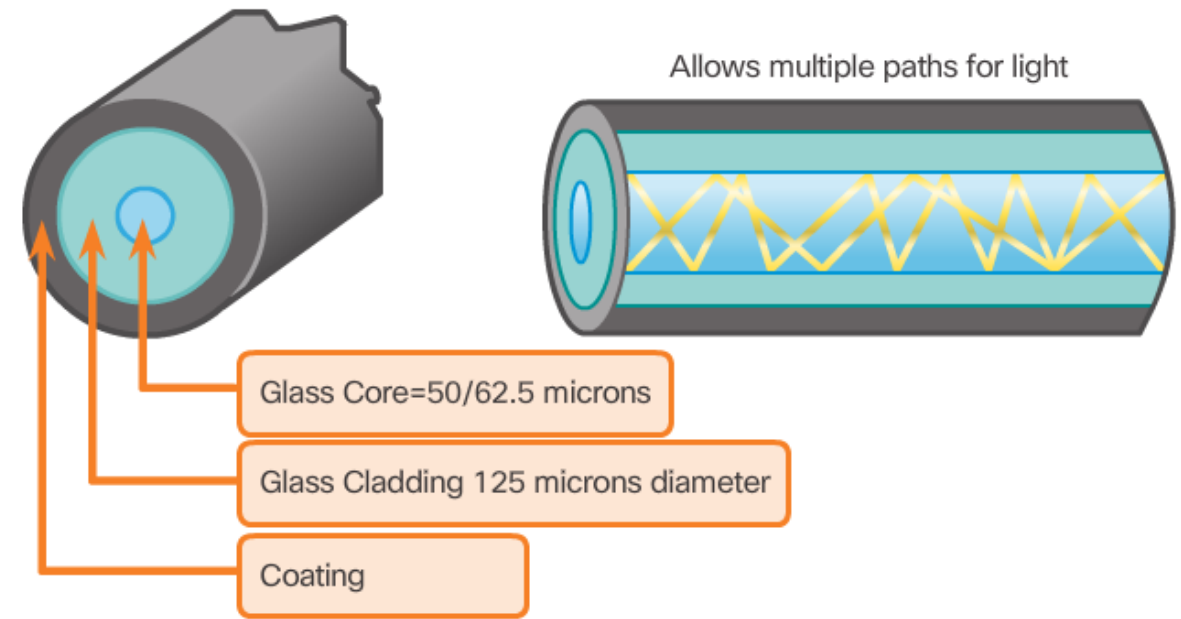 Allows multiple paths for light
Glass Core=50/62.5 microns
Glass Cladding 125 microns diameter
Coating